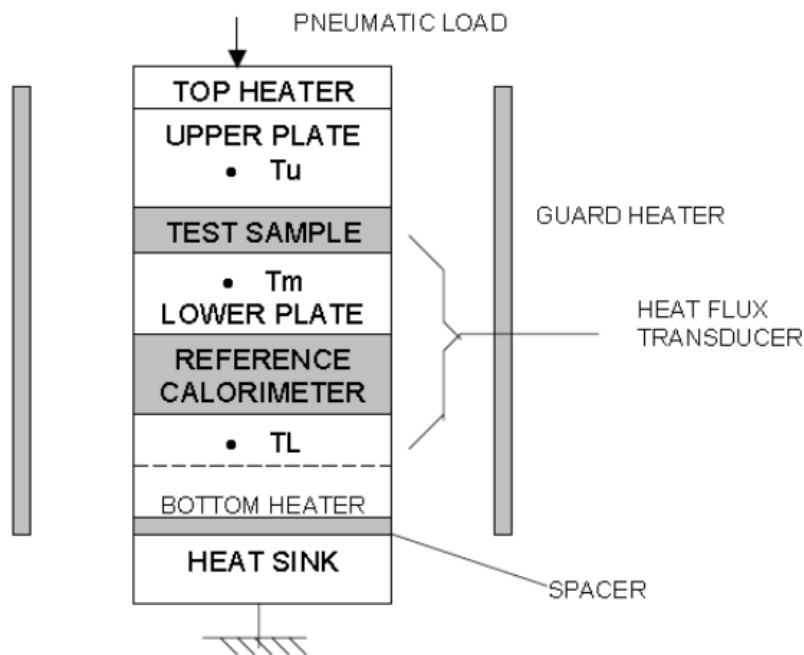 PNEUMATIC LOAD
TOP HEATER
UPPER PLATE
Tu
TEST SAMPLE
GUARD HEATER
Tm
LOWER PLATE
HEAT FLUX
TRANSDUCER
REFERENCE
CALORIMETER
TL
BOTTOM HEATER
HEAT SINK
SPACER